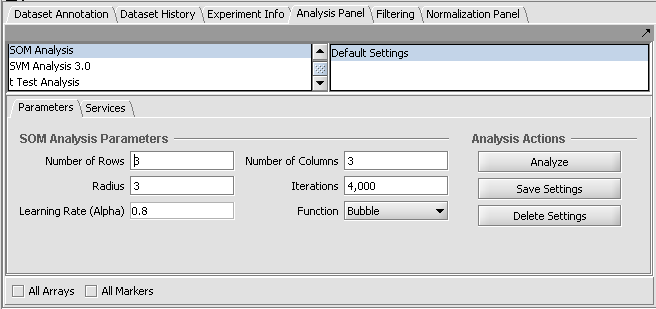 Dataset Annotation Dataset History Experiment Info Analysis Panel Filtering Normalization Panel
SOM Analysis
SVM Analysis 3.0
t Test Analysis
Default Settings
Parameters Services
SOM Analysis Parameters
Analysis Actions
Number of Rows 3 Number of Columns 3
Analyze
Radius 3 Iterations 4,000
Save Settings
Learning Rate (Alpha) 0.8 Function Bubble
Delete Settings
All Arrays All Markers